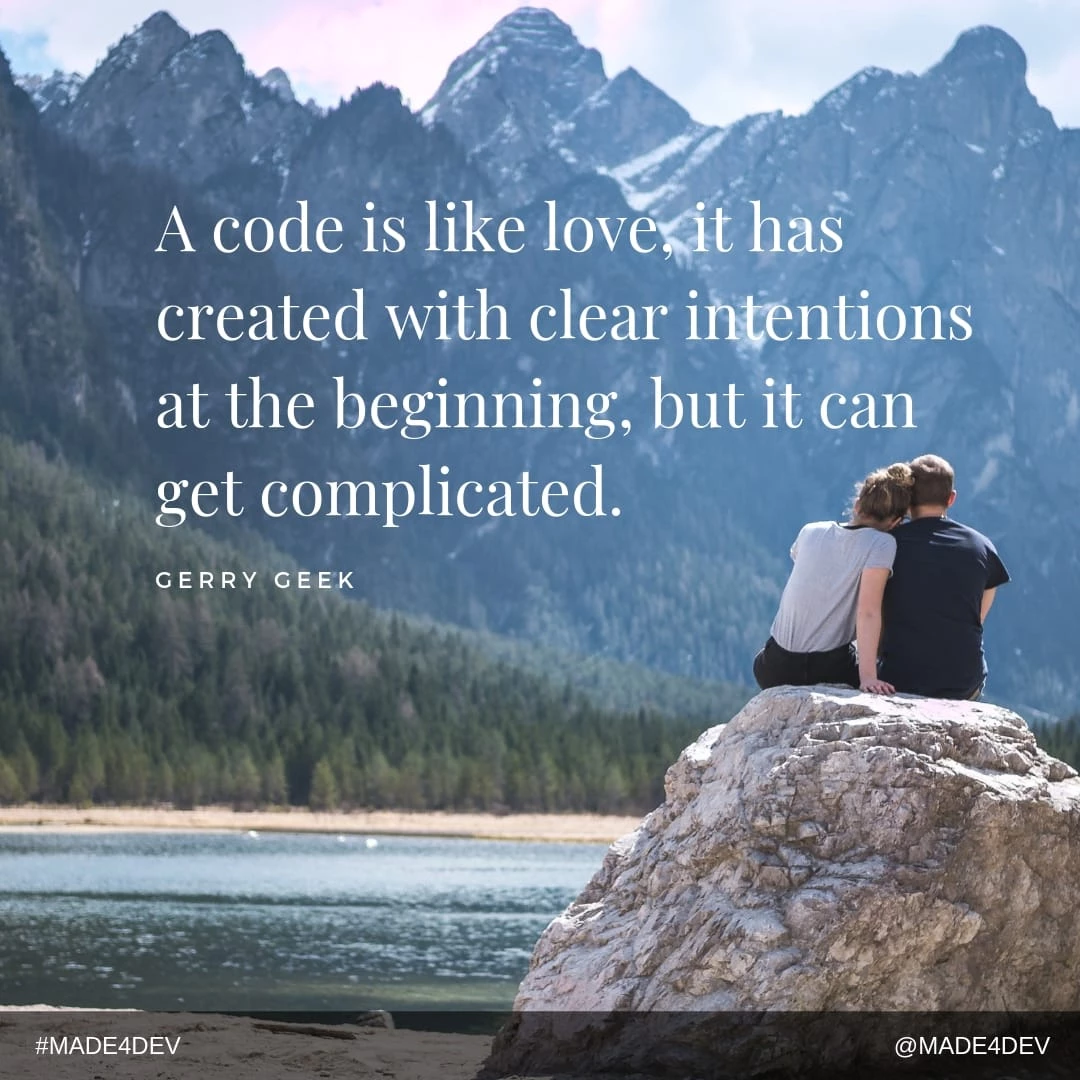 A code is like love, it has
created with clear intentions
at the beginning, but it can
get complicated.
GERRY GEEK
#MADE4DEV
@MADE4DEV